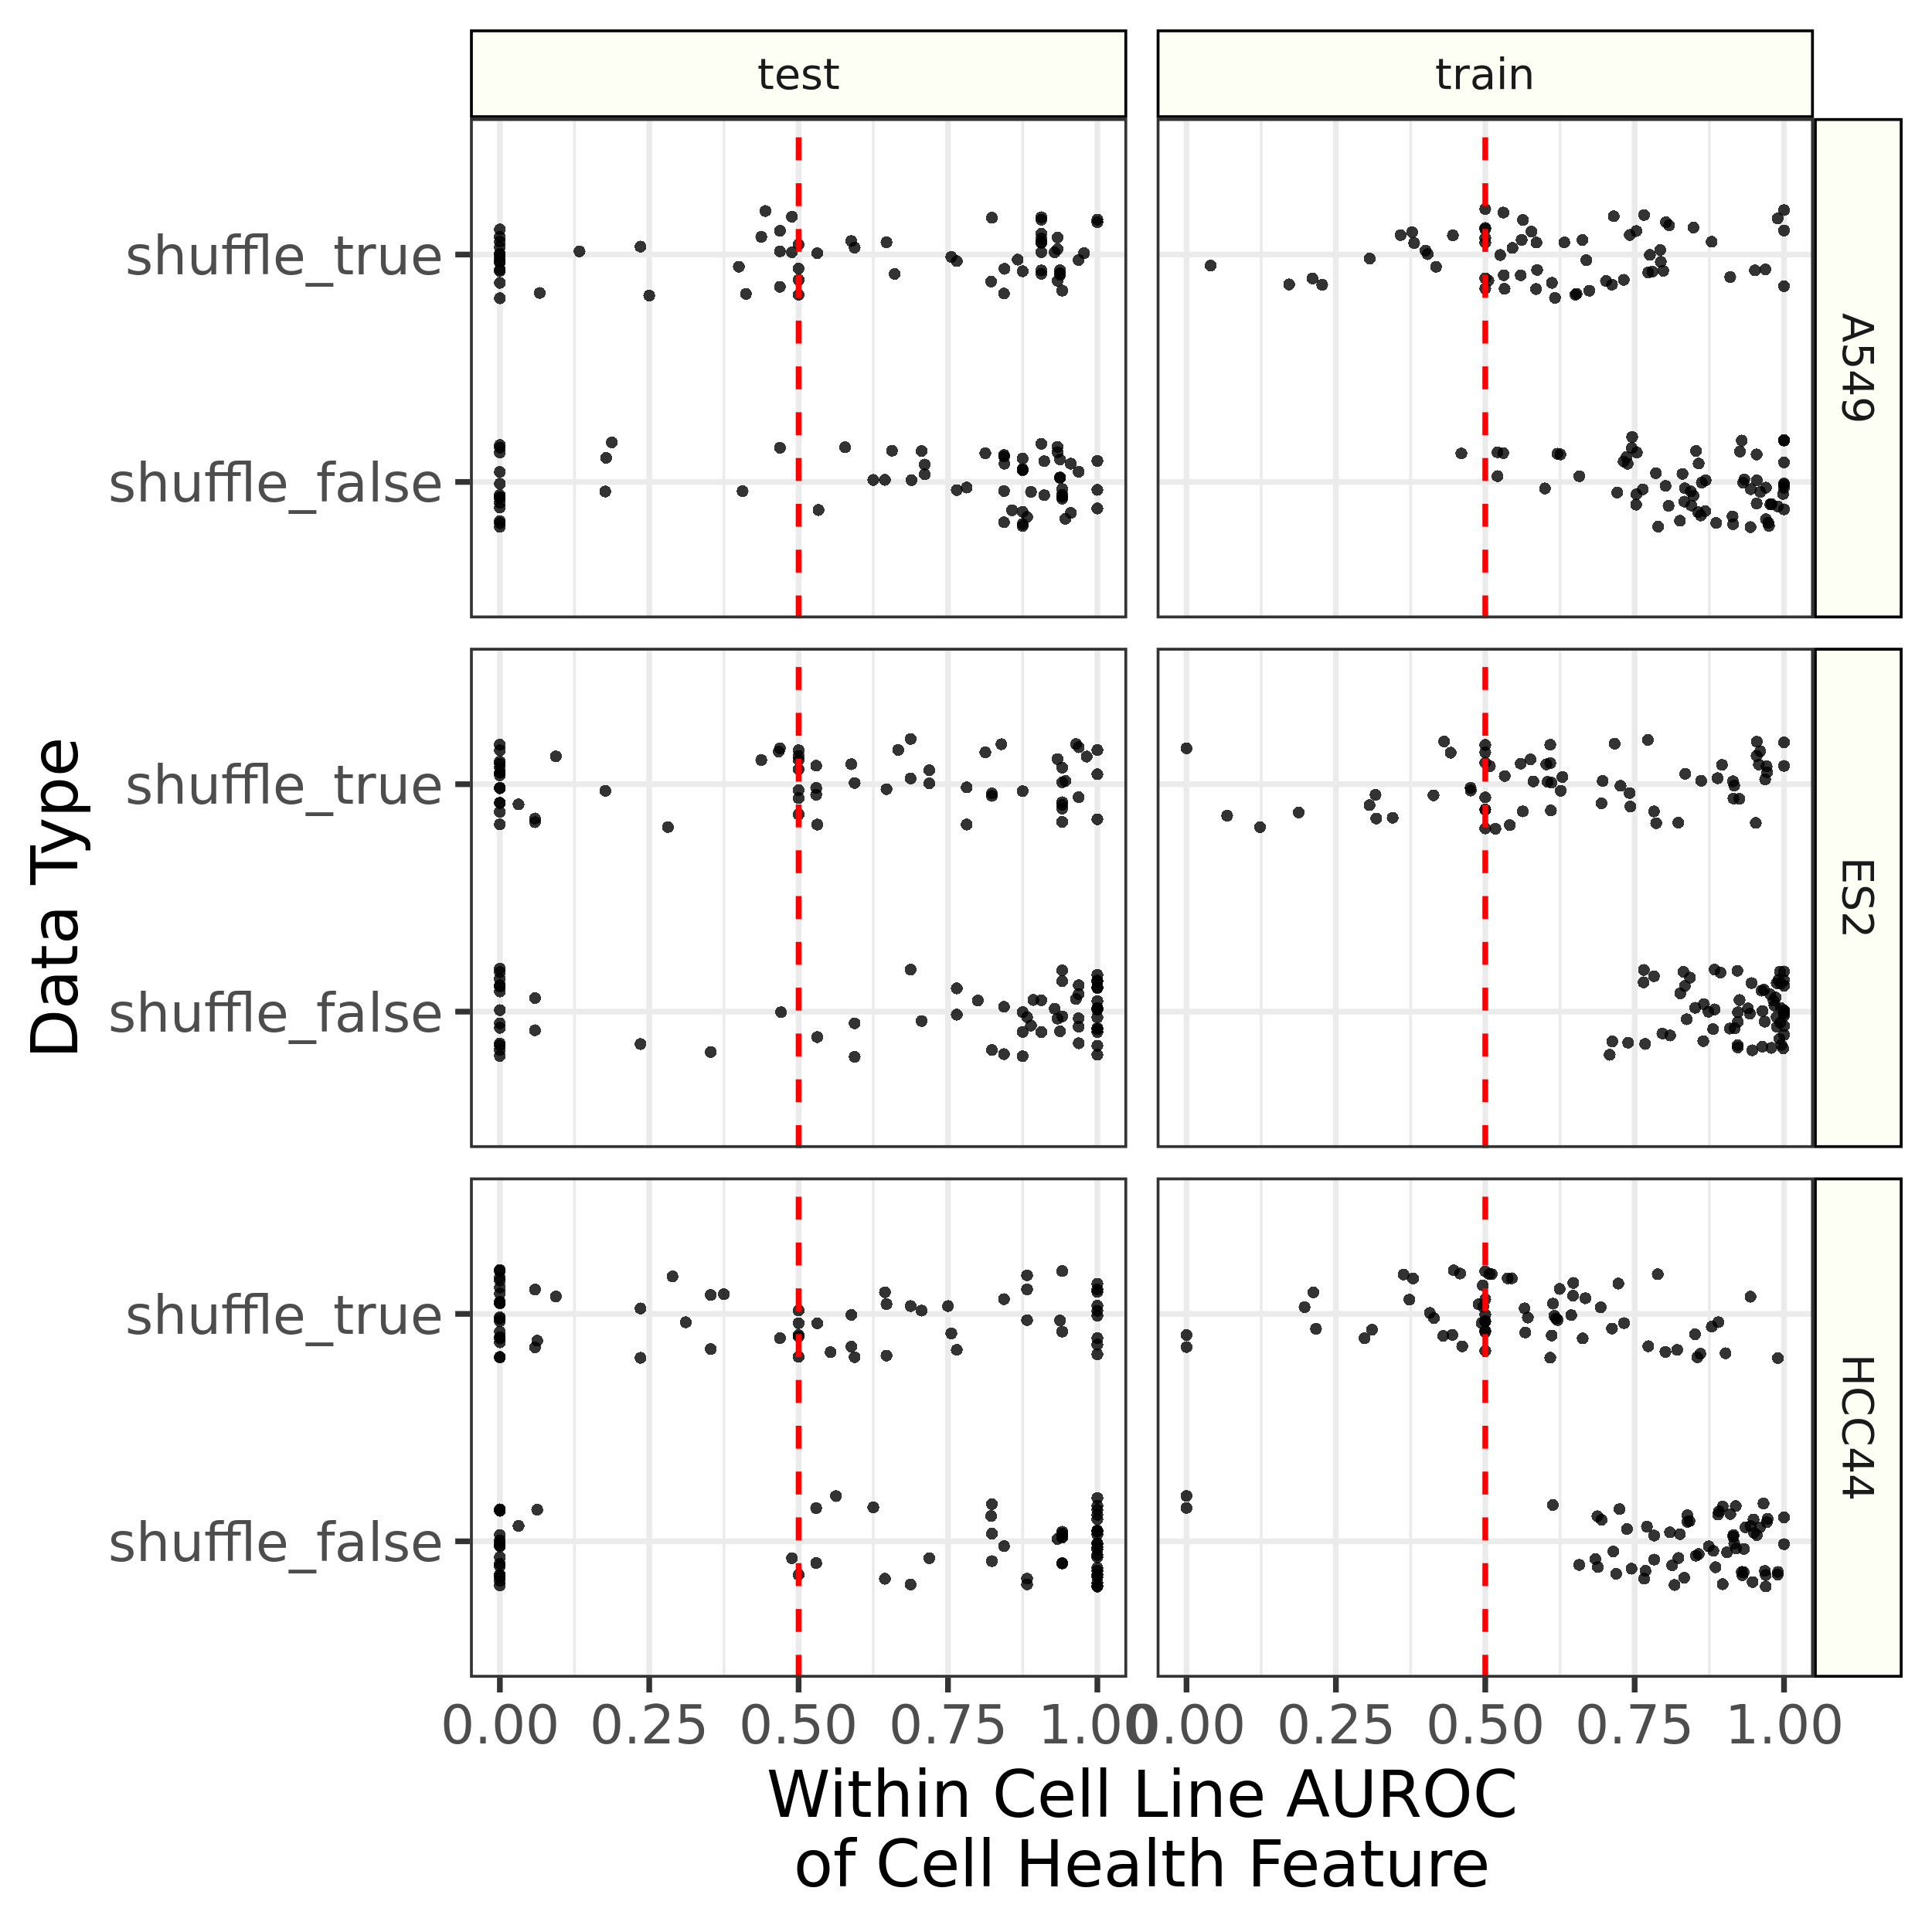 test
train
shuffle_true
shuffle_false
A549
shuffle_true
shuffle_false
ES2
shuffle_true
shuffle_false
HCC44
Data Type
0.00 0.25 0.50 0.75 1.00 0.00 0.25 0.50 0.75 1.00
Within Cell Line AUROC
of Cell Health Feature